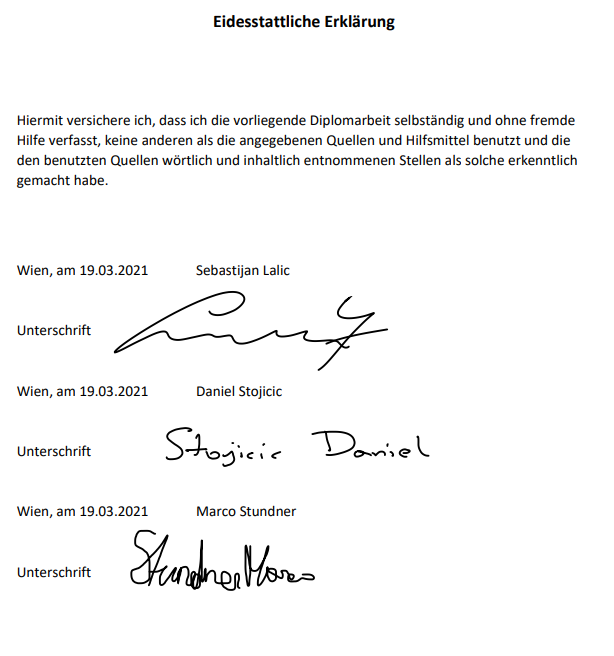 Eidesstattliche Erklärung
Hiermit versichere ich, dass ich die vorliegende Diplomarbeit selbständig und ohne fremde
Hilfe verfasst, keine anderen als die angegebenen Quellen und Hilfsmittel benutzt und die
den benutzten Quellen wörtlich und inhaltlich entnommenen Stellen als solche erkenntlich
gemacht habe.
Wien, am 19.03.2021 Sebastijan Lalic
Unterschrift
Wien, am 19.03.2021 Daniel Stojicic
Unterschrift Stojicic Daniel
Wien, am 19.03.2021 Marco Stundner
Unterschrift Stundner Marco